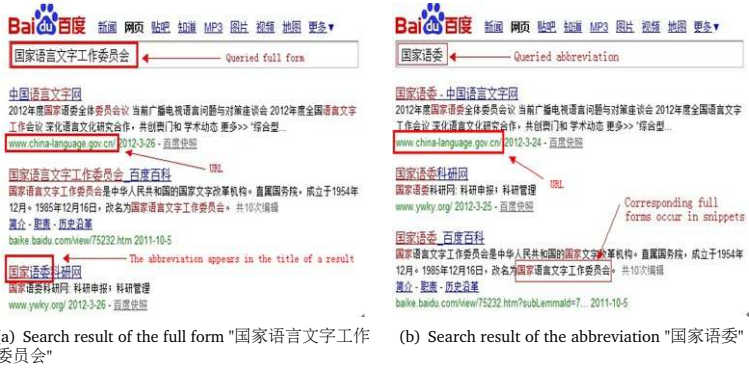 Bai du 百度 新闻 网页 贴吧 知道 MP3 图片 视频 地图 更多▼
国家语言文字工作委员会
Queried full form
中国语言文字网
2012年度国家语委全体委员会议 当前广播电视语言问题与对策座谈会 2012年度全国语言文字
工作会议 深化语言文化研究合作，共创澳门和 学术动态 更多>> "综合型...
www.china-language.gov.cn/ 2012-3-26 - 百度快照
URL
国家语言文字工作委员会_百度百科
国家语言文字工作委员会是中华人民共和国的国家文字改革机构。直属国务院，成立于1954年
12月。1985年12月16日，改名为国家语言文字工作委员会。 共10次编辑
简介 - 职责 - 历史沿革
baike.baidu.com/view/75232.htm 2011-10-5
The abbreviation appears in the title of a result
国家语委科研网
国家语委科研网: 科研申报; 科研管理
www.ywky.org/ 2012-3-26 - 百度快照
(a) Search result of the full form "国家语言文字工作
委员会"
Bai du 百度 新闻 网页 贴吧 知道 MP3 图片 视频 地图 更多▼
国家语委
Queried abbreviation
国家语委 - 中国语言文字网
2012年度国家语委全体委员会议 当前广播电视语言问题与对策座谈会 2012年度全国语言文字
工作会议 深化语言文化研究合作，共创澳门和 学术动态 更多>> "综合型...
www.china-language.gov.cn/ 2012-3-24 - 百度快照
URL
国家语委科研网
国家语委科研网: 科研申报; 科研管理
www.ywky.org/ 2012-3-25 - 百度快照
Corresponding full
forms occur in snippets
国家语委_百度百科
国家语言文字工作委员会是中华人民共和国的国家文字改革机构。直属国务院，成立于1954年
12月。1985年12月16日，改名为国家语言文字工作委员会。 共10次编辑
简介 - 职责 - 历史沿革
baike.baidu.com/view/75232.htm?subLemmaId=7... 2011-10-5
(b) Search result of the abbreviation "国家语委"